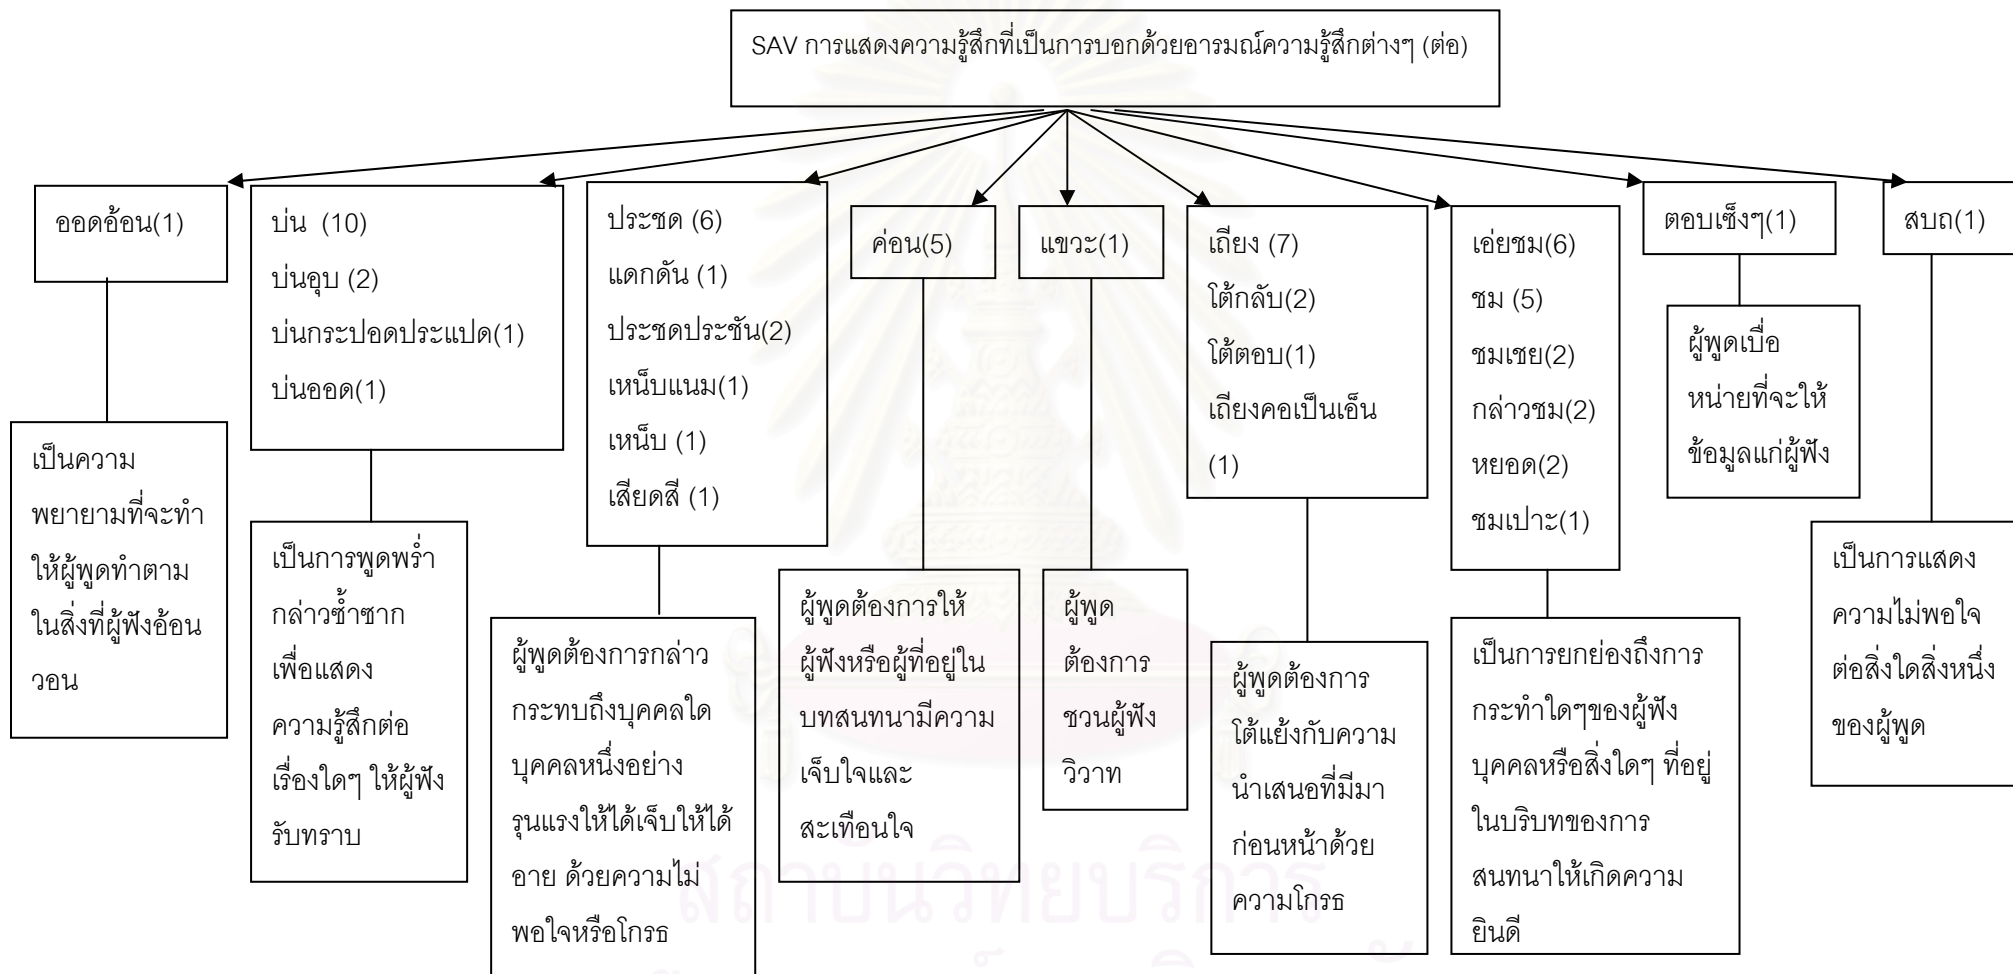 SAV การแสดงความรู้สึกที่เป็นการบอกด้วยอารมณ์ความรู้สึกต่างๆ (ต่อ)
ออดอ้อน(1)
บ่น (10)
บ่นอุบ (2)
บ่นกระปอดประแปด(1)
บ่นออด(1)
ประชด (6)
แดกดัน (1)
ประชดประชัน(2)
เหน็บแนม(1)
เหน็บ (1)
เสียดสี (1)
ค่อน(5)
แขวะ(1)
เถียง (7)
โต้กลับ(2)
โต้ตอบ(1)
เถียงคอเป็นเอ็น
(1)
เอ่ยชม(6)
ชม (5)
ชมเชย(2)
กล่าวชม(2)
หยอด(2)
ชมเปาะ(1)
ตอบเซ็งๆ(1)
สบถ(1)
เป็นความ
พยายามที่จะทำ
ให้ผู้พูดทำตาม
ในสิ่งที่ผู้ฟังอ้อน
วอน
เป็นการพูดพร่ำ
กล่าวซ้ำซาก
เพื่อแสดง
ความรู้สึกต่อ
เรื่องใดๆ ให้ผู้ฟัง
รับทราบ
ผู้พูดต้องการกล่าว
กระทบถึงบุคคลใด
บุคคลหนึ่งอย่าง
รุนแรงให้ได้เจ็บให้ได้
อาย ด้วยความไม่
พอใจหรือโกรธ
ผู้พูดต้องการให้
ผู้ฟังหรือผู้ที่อยู่ใน
บทสนทนามีความ
เจ็บใจและ
สะเทือนใจ
ผู้พูด
ต้องการ
ชวนผู้ฟัง
วิวาท
ผู้พูดต้องการ
โต้แย้งกับความ
นำเสนอที่มีมา
ก่อนหน้าด้วย
ความโกรธ
เป็นการยกย่องถึงการ
กระทำใดๆของผู้ฟัง
บุคคลหรือสิ่งใดๆ ที่อยู่
ในบริบทของการ
สนทนาให้เกิดความ
ยินดี
ผู้พูดเบื่อ
หน่ายที่จะให้
ข้อมูลแก่ผู้ฟัง
เป็นการแสดง
ความไม่พอใจ
ต่อสิ่งใดสิ่งหนึ่ง
ของผู้พูด
สถาบันวิทยบริการ